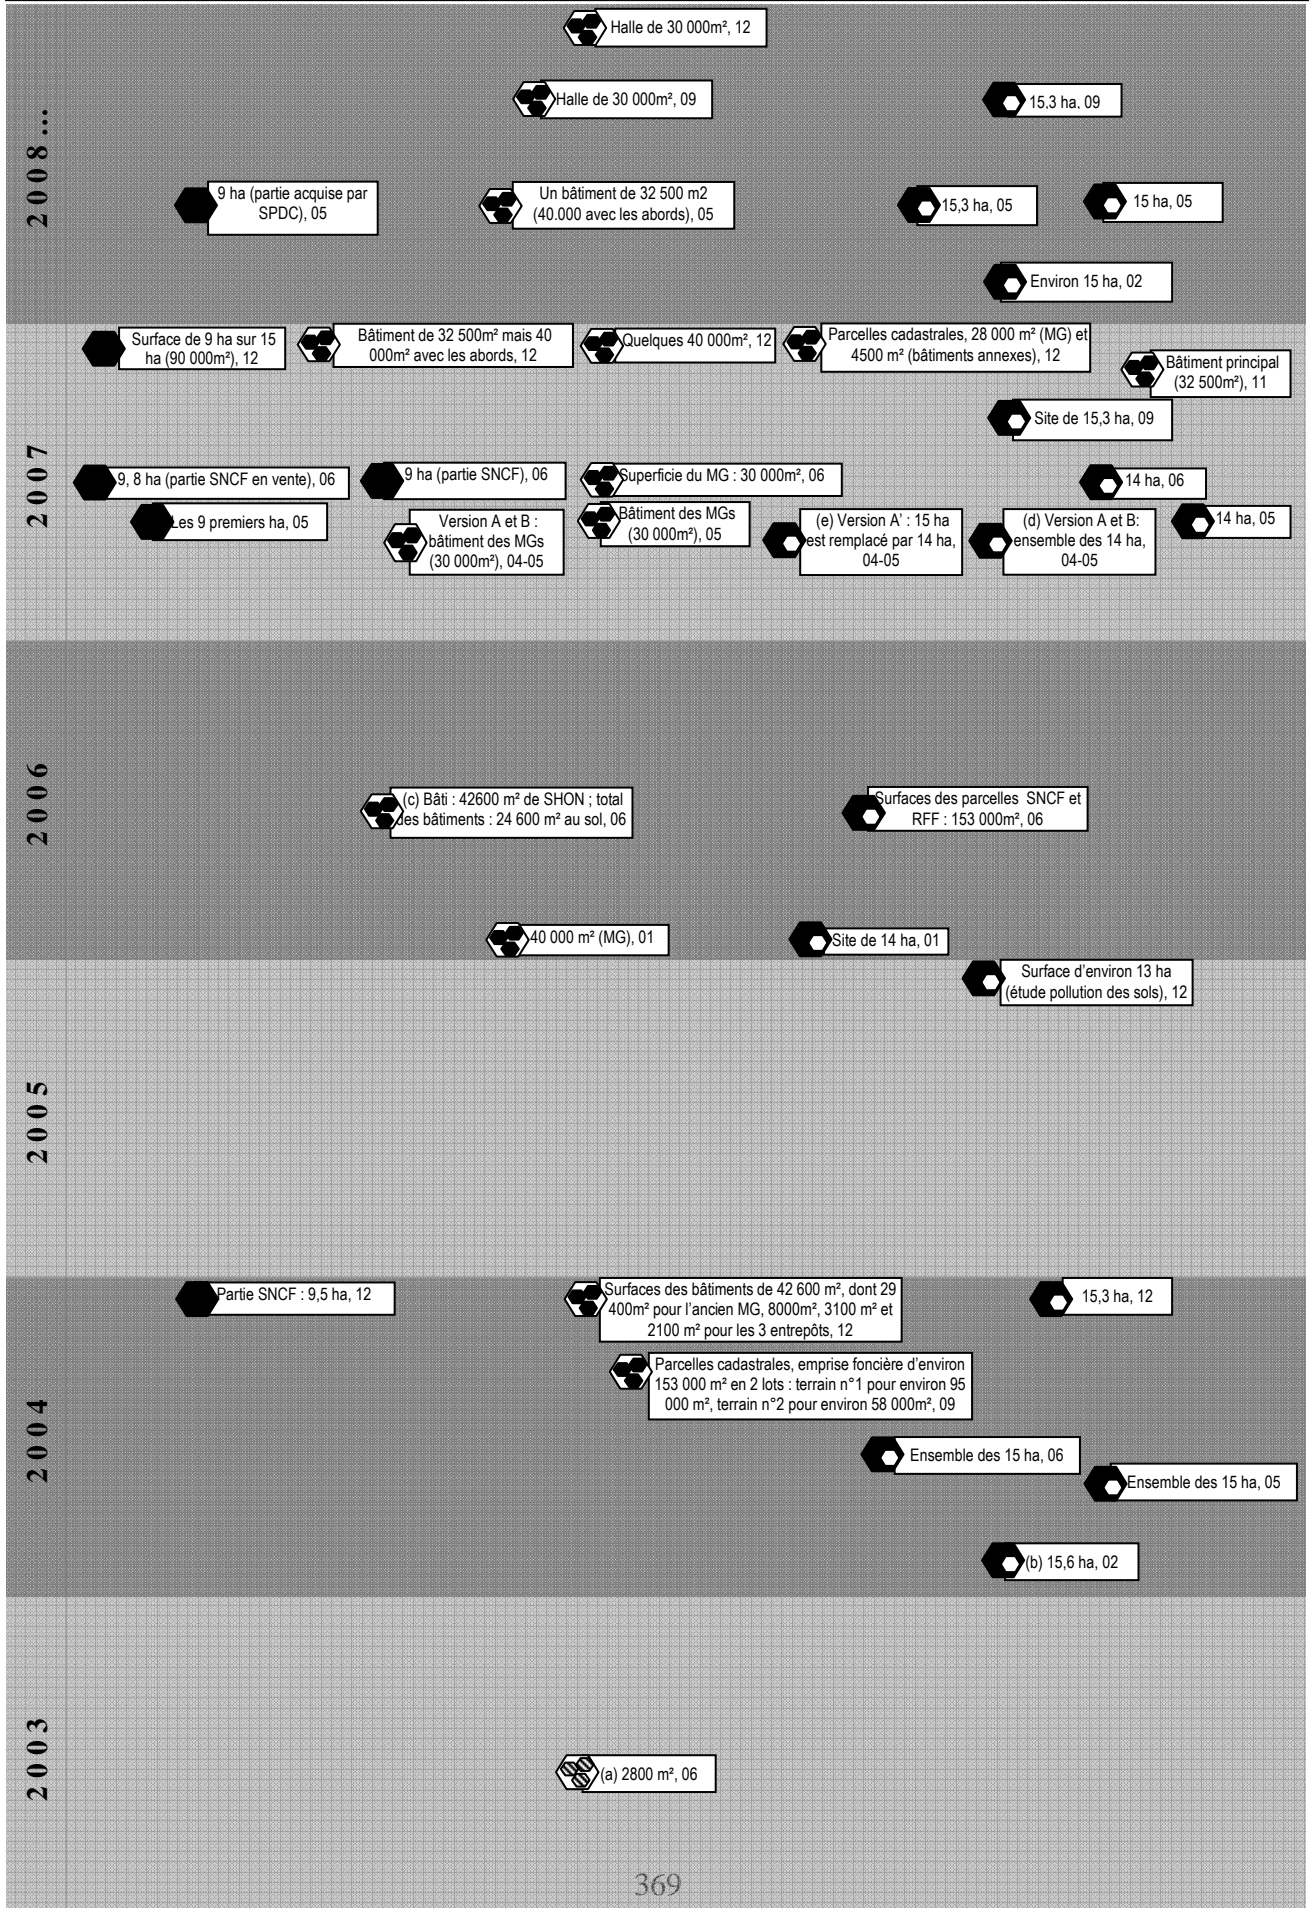 2008...
Halle de 30 000m², 12
Halle de 30 000m², 09
15,3 ha. 09
9 ha (partie acquise par
SPDC), 05
Un bâtiment de 32 500 m2
(40.000 avec les abords), 05
15,3 ha, 05
15 ha, 05
Environ 15 ha, 02
2007
Surface de 9 ha sur 15
ha (90 000m²), 12
Bâtiment de 32 500m² mais 40
000m² avec les abords, 12
Quelques 40 000m², 12
Parcelles cadastrales, 28 000 m² (MG) et
4500 m² (bâtiments annexes), 12
Bâtiment principal
(32 500m²), 11
Site de 15,3 ha, 09
9, 8 ha (partie SNCF en vente), 06
9 ha (partie SNCF), 06
Superficie du MG : 30 000m², 06
14 ha, 06
Les 9 premiers ha, 05
Version A et B :
bâtiment des MGs
(30 000m²), 04-05
Bâtiment des MGs
(30 000m²), 05
(e) Version A’ : 15 ha
est remplacé par 14 ha,
04-05
(d) Version A et B:
ensemble des 14 ha,
04-05
14 ha, 05
2006
(c) Bâti : 42600 m² de SHON ; total
des bâtiments : 24 600 m² au sol, 06
Surfaces des parcelles SNCF et
RFF : 153 000m², 06
40 000 m² (MG), 01
Site de 14 ha, 01
2005
Surface d’environ 13 ha
(étude pollution des sols), 12
2004
Partie SNCF : 9,5 ha, 12
Surfaces des bâtiments de 42 600 m², dont 29
400m² pour l’ancien MG, 8000m², 3100 m² et
2100 m² pour les 3 entrepôts, 12
15,3 ha, 12
Parcelles cadastrales, emprise foncière d’environ
153 000 m² en 2 lots : terrain n°1 pour environ 95
000 m², terrain n°2 pour environ 58 000m², 09
Ensemble des 15 ha, 06
Ensemble des 15 ha, 05
(b) 15,6 ha, 02
2003
(a) 2800 m², 06
369